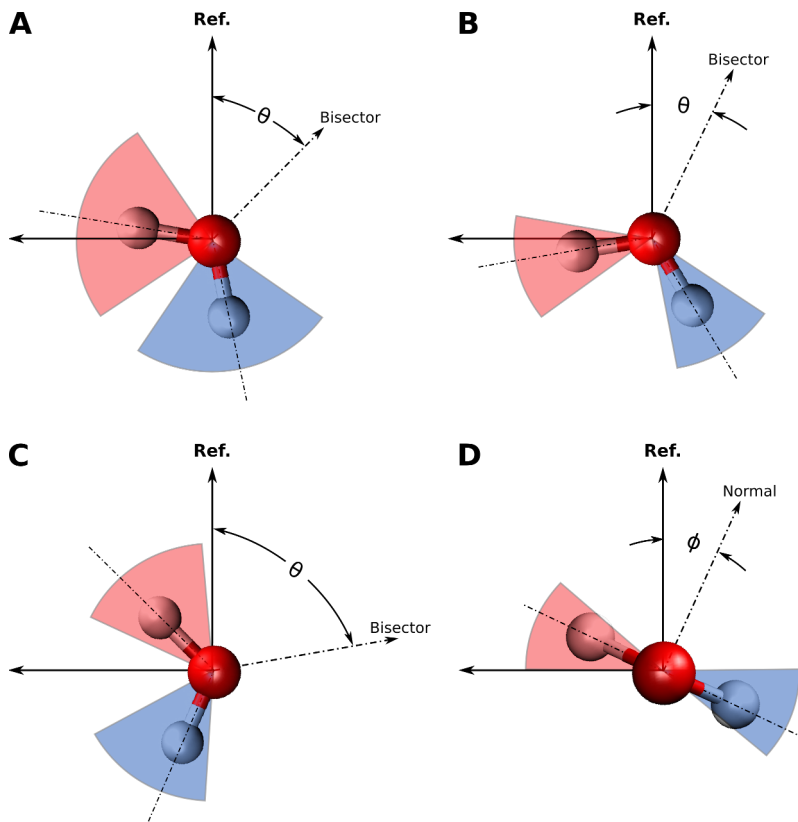 A
Ref.
θ
Bisector
B
Ref.
Bisector
θ
C
Ref.
θ
Bisector
D
Ref.
Normal
ϕ